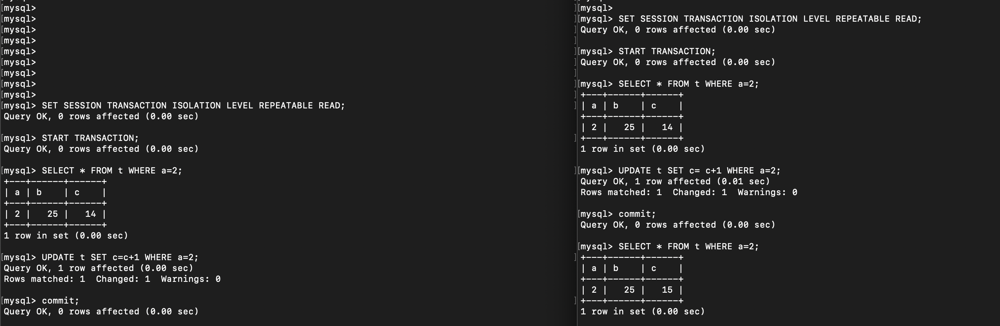 [mysql>
[mysql>
[mysql>
[mysql>
[mysql>
[mysql>
[mysql>
[mysql>
[mysql>
[mysql> SET SESSION TRANSACTION ISOLATION LEVEL REPEATABLE READ;
Query OK, 0 rows affected (0.00 sec)
[mysql> START TRANSACTION;
Query OK, 0 rows affected (0.00 sec)
[mysql> SELECT * FROM t WHERE a=2;
+---+------+------+
| a | b    | c    |
+---+------+------+
| 2 |   25 |   14 |
+---+------+------+
1 row in set (0.00 sec)
[mysql> UPDATE t SET c=c+1 WHERE a=2;
Query OK, 1 row affected (0.00 sec)
Rows matched: 1  Changed: 1  Warnings: 0
[mysql> commit;
Query OK, 0 rows affected (0.00 sec)
[mysql>
[mysql> SET SESSION TRANSACTION ISOLATION LEVEL REPEATABLE READ;
Query OK, 0 rows affected (0.00 sec)
[mysql> START TRANSACTION;
Query OK, 0 rows affected (0.00 sec)
[mysql> SELECT * FROM t WHERE a=2;
+---+------+------+
| a | b    | c    |
+---+------+------+
| 2 |   25 |   14 |
+---+------+------+
1 row in set (0.00 sec)
[mysql> UPDATE t SET c= c+1 WHERE a=2;
Query OK, 1 row affected (0.01 sec)
Rows matched: 1  Changed: 1  Warnings: 0
[mysql> commit;
Query OK, 0 rows affected (0.00 sec)
[mysql> SELECT * FROM t WHERE a=2;
+---+------+------+
| a | b    | c    |
+---+------+------+
| 2 |   25 |   15 |
+---+------+------+
1 row in set (0.00 sec)